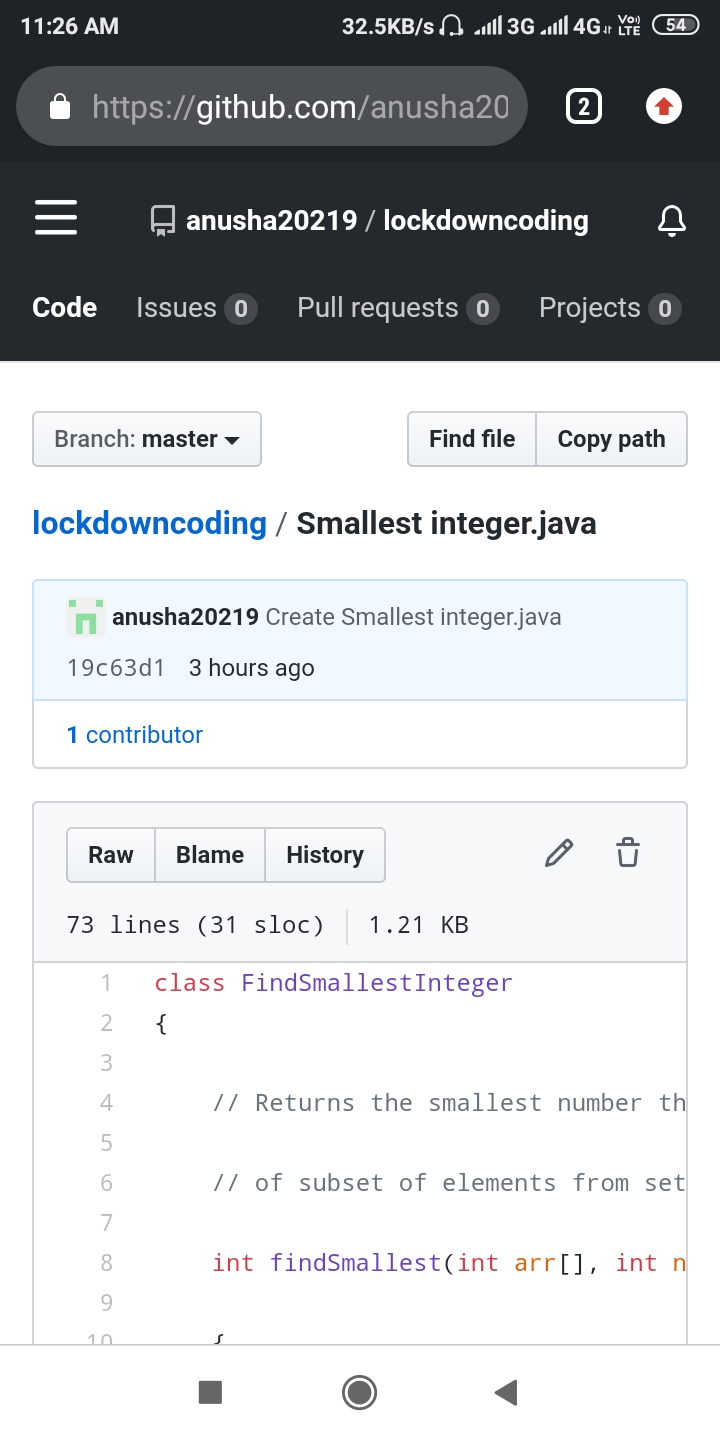 11:26 AM 32.5KB/s 3G 4G Vo) LTE 54
https://github.com/anusha20 2
anusha20219 / lockdowncoding
Code Issues 0 Pull requests 0 Projects 0
Branch: master Find file Copy path
lockdowncoding / Smallest integer.java
anusha20219 Create Smallest integer.java
19c63d1 3 hours ago
1 contributor
Raw Blame History
73 lines (31 sloc) 1.21 KB
1 class FindSmallestInteger
2 {
3
4 // Returns the smallest number th
5
6 // of subset of elements from set
7
8 int findSmallest(int arr[], int n
9
10 {